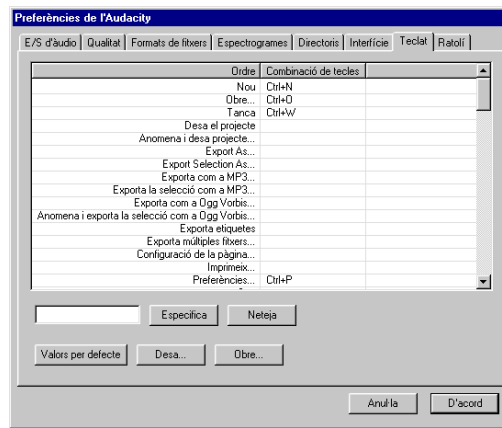 Preferències de l'Audacity
E/S d'àudio Qualitat Formats de fitxers Espectrogrames Directoris Interfície Teclat Ratolí
Ordre Combinació de tecles
Nou Ctrl+N
Obre... Ctrl+O
Tanca Ctrl+W
Desa el projecte
Anomena i desa projecte...
Export As...
Export Selection As...
Exporta com a MP3...
Exporta la selecció com a MP3...
Exporta com a Ogg Vorbis...
Anomena i exporta la selecció com a Ogg Vorbis...
Exporta etiquetes
Exporta múltiples fitxers...
Configuració de la pàgina...
Imprimeix...
Preferències... Ctrl+P
Especifica Neteja
Valors per defecte Desa... Obre...
Anul·la D'acord